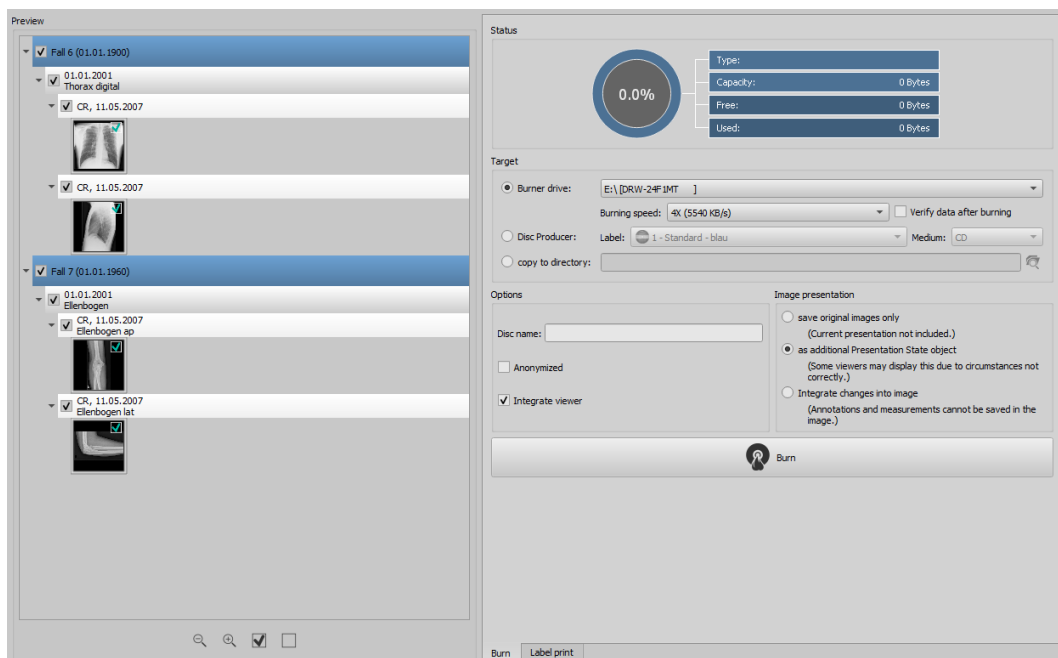 Preview
Fall 6 (01.01.1900)
01.01.2001
Thorax digital
CR, 11.05.2007
CR, 11.05.2007
Fall 7 (01.01.1960)
01.01.2001
Ellenbogen
CR, 11.05.2007
Ellenbogen ap
CR, 11.05.2007
Ellenbogen lat
Status
0.0%
Type:
Capacity: 0 Bytes
Free: 0 Bytes
Used: 0 Bytes
Target
Burner drive: E:\ [DRW-24F1MT ]
Burning speed: 4X (5540 KB/s) Verify data after burning
Disc Producer: Label: 1 - Standard - blau Medium: CD
copy to directory:
Options
Disc name:
Anonymized
Integrate viewer
Image presentation
save original images only
(Current presentation not included.)
as additional Presentation State object
(Some viewers may display this due to circumstances not
correctly.)
Integrate changes into image
(Annotations and measurements cannot be saved in the
image.)
Burn
Burn Label print